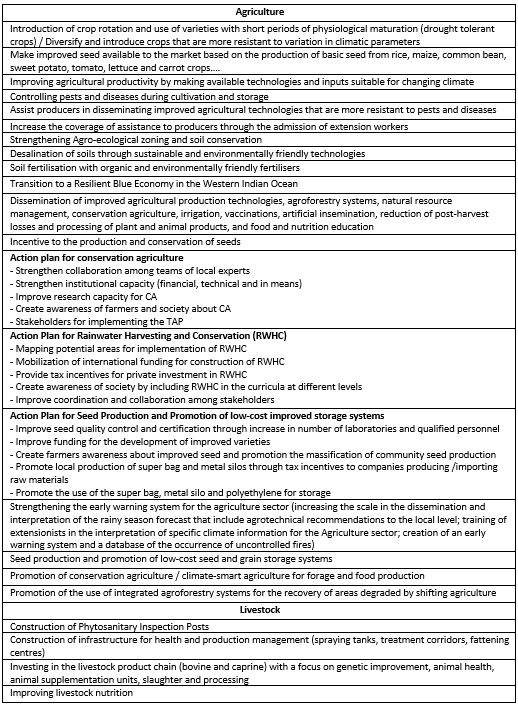 Agriculture
Introduction of crop rotation and use of varieties with short periods of physiological maturation (drought tolerant
crops) / Diversify and introduce crops that are more resistant to variation in climatic parameters
Make improved seed available to the market based on the production of basic seed from rice, maize, common bean,
sweet potato, tomato, lettuce and carrot crops....
Improving agricultural productivity by making available technologies and inputs suitable for changing climate
Controlling pests and diseases during cultivation and storage
Assist producers in disseminating improved agricultural technologies that are more resistant to pests and diseases
Increase the coverage of assistance to producers through the admission of extension workers
Strengthening Agro-ecological zoning and soil conservation
Desalination of soils through sustainable and environmentally friendly technologies
Soil fertilisation with organic and environmentally friendly fertilisers
Transition to a Resilient Blue Economy in the Western Indian Ocean
Dissemination of improved agricultural production technologies, agroforestry systems, natural resource
management, conservation agriculture, irrigation, vaccinations, artificial insemination, reduction of post-harvest
losses and processing of plant and animal products, and food and nutrition education
Incentive to the production and conservation of seeds
Action plan for conservation agriculture
- Strengthen collaboration among teams of local experts
- Strengthen institutional capacity (financial, technical and in means)
- Improve research capacity for CA
- Create awareness of farmers and society about CA
- Stakeholders for implementing the TAP
Action Plan for Rainwater Harvesting and Conservation (RWHC)
- Mapping potential areas for implementation of RWHC
- Mobilization of international funding for construction of RWHC
- Provide tax incentives for private investment in RWHC
- Create awareness of society by including RWHC in the curricula at different levels
- Improve coordination and collaboration among stakeholders
Action Plan for Seed Production and Promotion of low-cost improved storage systems
- Improve seed quality control and certification through increase in number of laboratories and qualified personnel
- Improve funding for the development of improved varieties
- Create farmers awareness about improved seed and promotion the massification of community seed production
- Promote local production of super bag and metal silos through tax incentives to companies producing /importing
raw materials
- Promote the use of the super bag, metal silo and polyethylene for storage
Strengthening the early warning system for the agriculture sector (increasing the scale in the dissemination and
interpretation of the rainy season forecast that include agrotechnical recommendations to the local level; training of
extensionists in the interpretation of specific climate information for the Agriculture sector; creation of an early
warning system and a database of the occurrence of uncontrolled fires)
Seed production and promotion of low-cost seed and grain storage systems
Promotion of conservation agriculture / climate-smart agriculture for forage and food production
Promotion of the use of integrated agroforestry systems for the recovery of areas degraded by shifting agriculture
Livestock
Construction of Phytosanitary Inspection Posts
Construction of infrastructure for health and production management (spraying tanks, treatment corridors, fattening
centres)
Investing in the livestock product chain (bovine and caprine) with a focus on genetic improvement, animal health,
animal supplementation units, slaughter and processing
Improving livestock nutrition